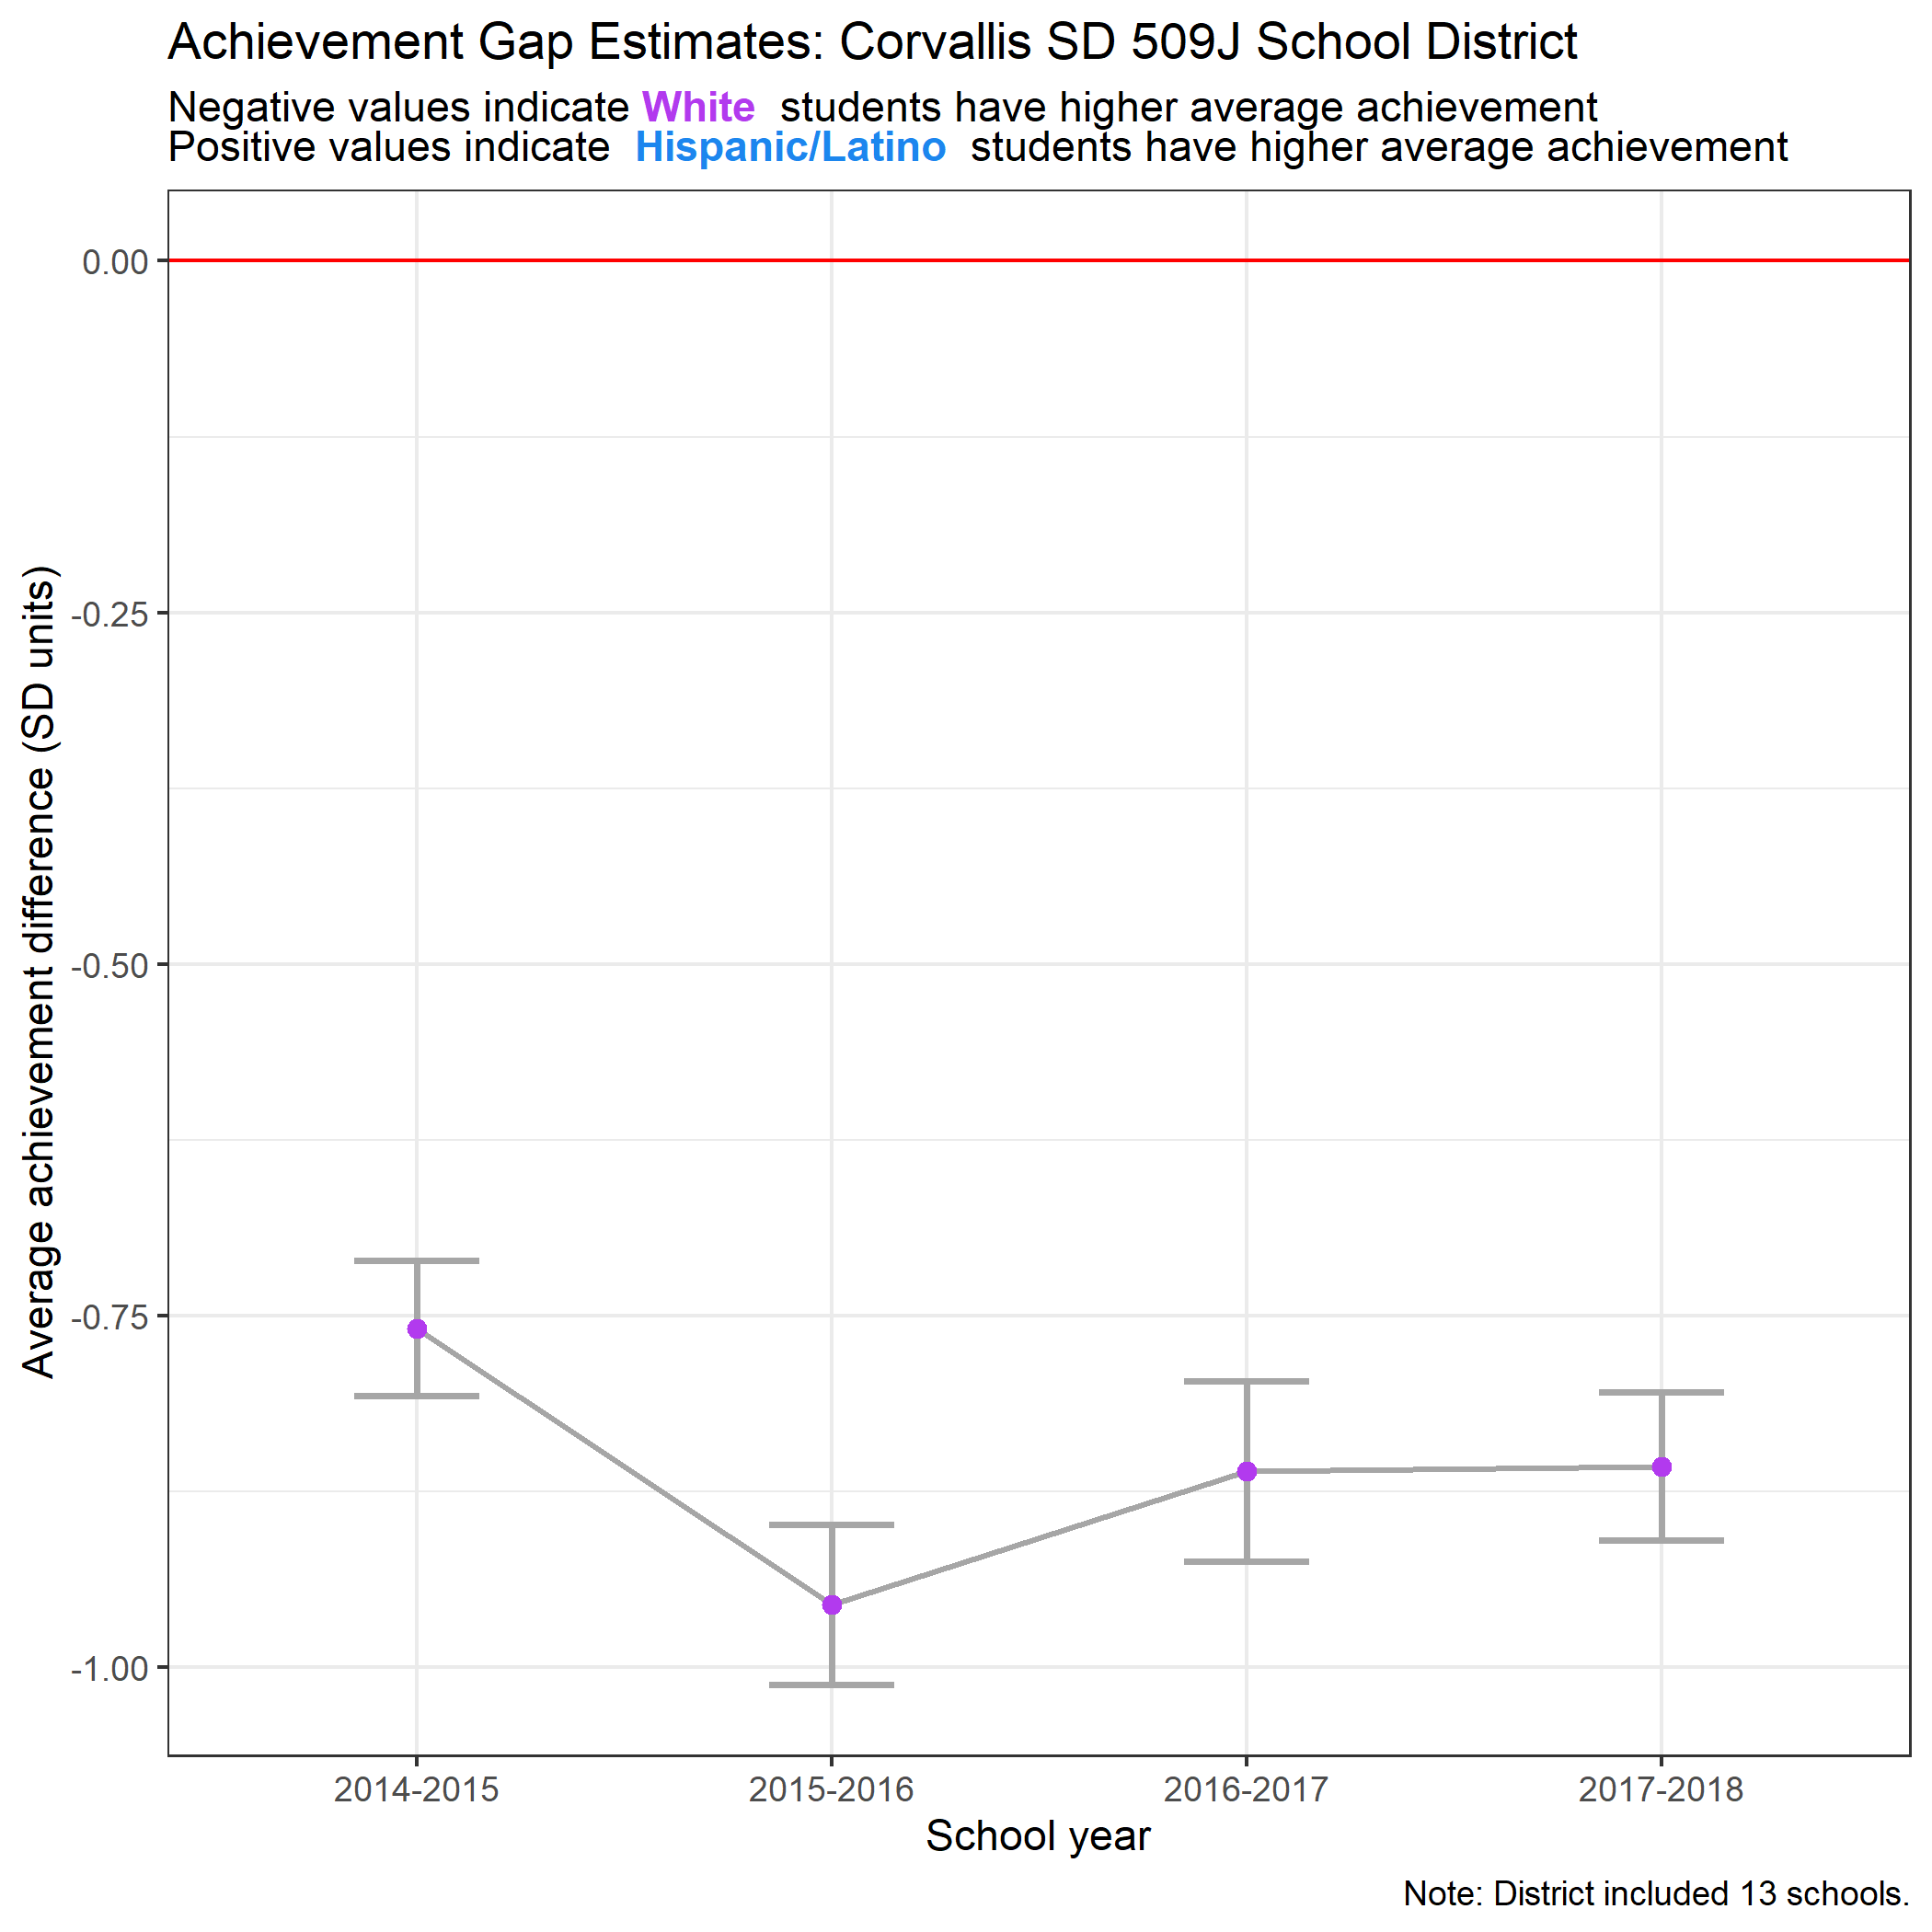 Achievement Gap Estimates: Corvallis SD 509J School District
Negative values indicate White students have higher average achievement
Positive values indicate Hispanic/Latino students have higher average achievement
Average achievement difference (SD units)
0.00
-0.25
-0.50
-0.75
-1.00
2014-2015
2015-2016
2016-2017
2017-2018
School year
Note: District included 13 schools.